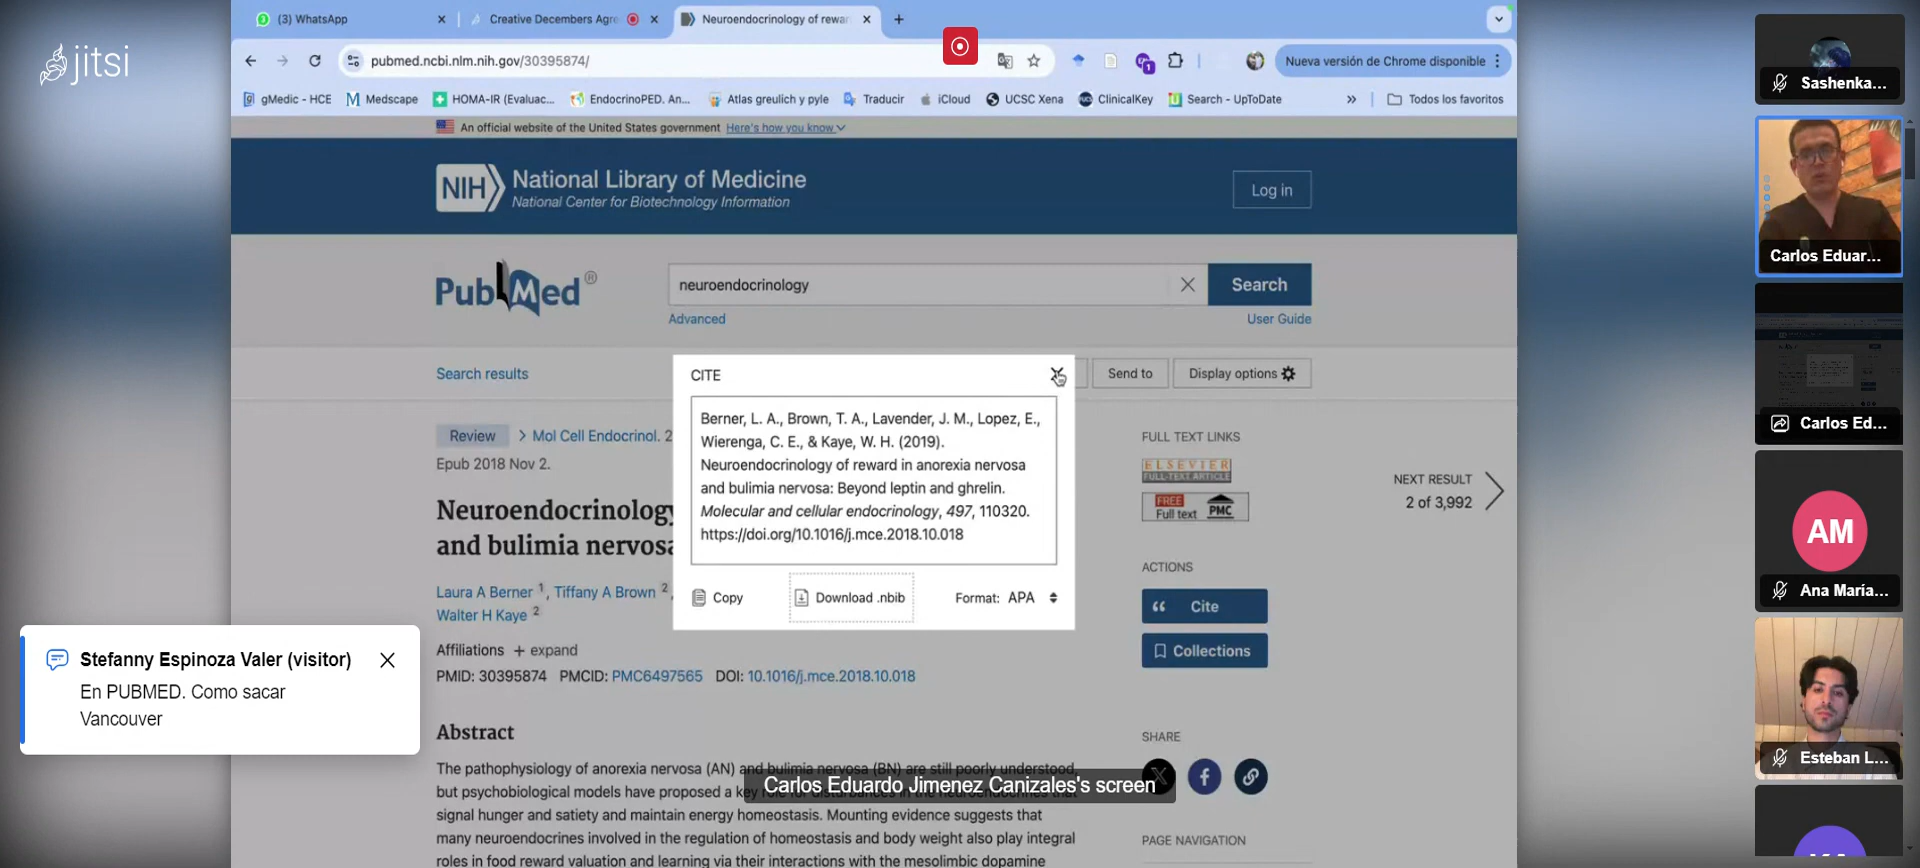 jitsi
(3) WhatsApp
Creative Decembers Agre
Neuroendocrinology of rewar
pubmed.ncbi.nlm.nih.gov/30395874/
1
Nueva versión de Chrome disponible
gMedic - HCE
Medscape
HOMA-IR (Evaluac...
EndocrinoPED. An...
Atlas greulich y pyle
Traducir
iCloud
UCSC Xena
ClinicalKey
Search - UpToDate
»
Todos los favoritos
An official website of the United States government Here's how you know
NIH National Library of Medicine
National Center for Biotechnology Information
Log in
PubMed®
neuroendocrinology
Search
Advanced
User Guide
Search results
Send to
Display options
CITE
Berner, L. A., Brown, T. A., Lavender, J. M., Lopez, E.,
Wierenga, C. E., & Kaye, W. H. (2019).
Neuroendocrinology of reward in anorexia nervosa
and bulimia nervosa: Beyond leptin and ghrelin.
Molecular and cellular endocrinology, 497, 110320.
https://doi.org/10.1016/j.mce.2018.10.018
Copy
Download .nbib
Format: APA
Review
Mol Cell Endocrinol. 2
Epub 2018 Nov 2.
Neuroendocrinology
and bulimia nervosa
Laura A Berner 1, Tiffany A Brown 2,
Walter H Kaye 2
Affiliations + expand
PMID: 30395874 PMCID: PMC6497565 DOI: 10.1016/j.mce.2018.10.018
Abstract
The pathophysiology of anorexia nervosa (AN) and bulimia nervosa (BN) are still poorly understood,
but psychobiological models have proposed a key
signal hunger and satiety and maintain energy homeostasis. Mounting evidence suggests that
many neuroendocrines involved in the regulation of homeostasis and body weight also play integral
roles in food reward valuation and learning via their interactions with the mesolimbic dopamine
FULL TEXT LINKS
ELSEVIER
FULL-TEXT ARTICLE
FREE
Full text PMC
NEXT RESULT
2 of 3,992
ACTIONS
Cite
Collections
SHARE
PAGE NAVIGATION
Stefanny Espinoza Valer (visitor)
En PUBMED. Como sacar
Vancouver
Carlos Eduardo Jimenez Canizales's screen
Sashenka...
Carlos Eduar...
Carlos Ed...
AM
Ana María...
Esteban L...